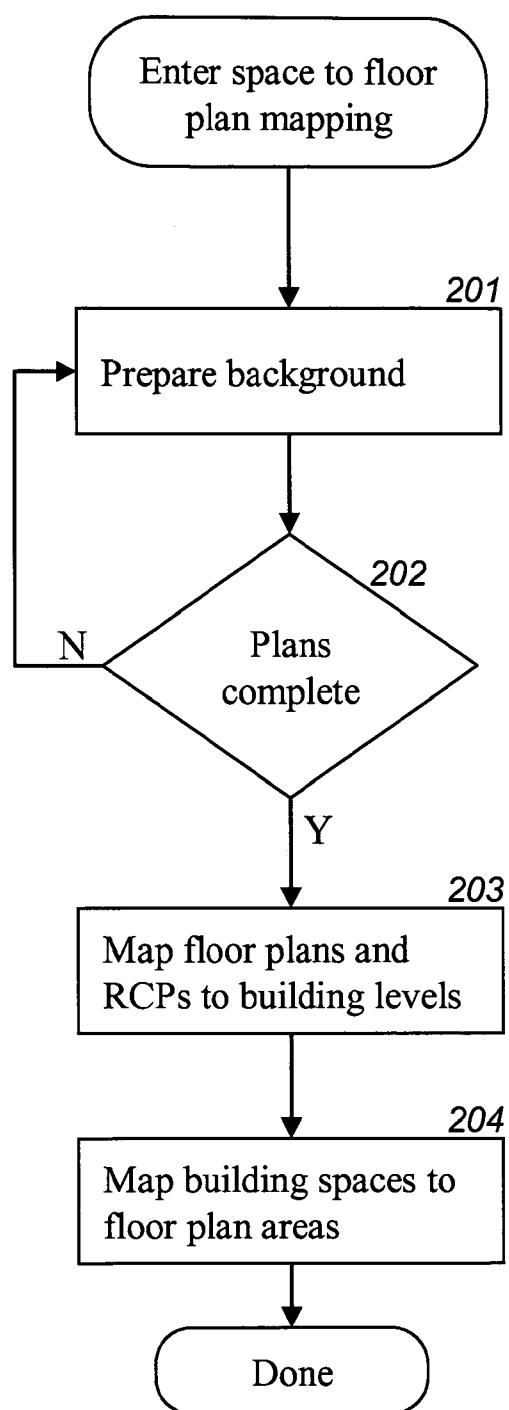 Enter space to floor
plan mapping
201
Prepare background
202
Plans
complete
N
Y
203
Map floor plans and
RCPs to building levels
204
Map building spaces to
floor plan areas
Done